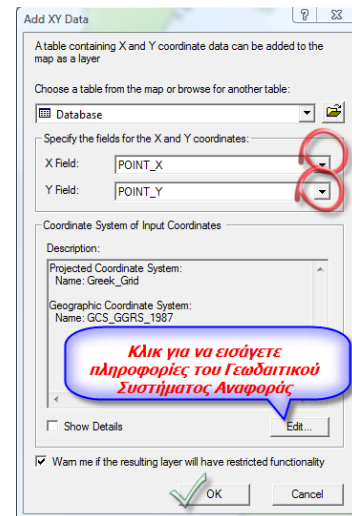 Add XY Data
A table containing X and Y coordinate data can be added to the
map as a layer
Choose a table from the map or browse for another table:
Database
Specify the fields for the X and Y coordinates:
X Field:
POINT_X
Y Field:
POINT_Y
Coordinate System of Input Coordinates
Description:
Projected Coordinate System:
Name: Greek_Grid
Geographic Coordinate System:
Name: GCS_GGRS_1987
Κλικ για να εισάγετε
πληροφορίες του Γεωδαιτικού
Συστήματος Αναφοράς
Show Details
Edit...
Warn me if the resulting layer will have restricted functionality
OK
Cancel